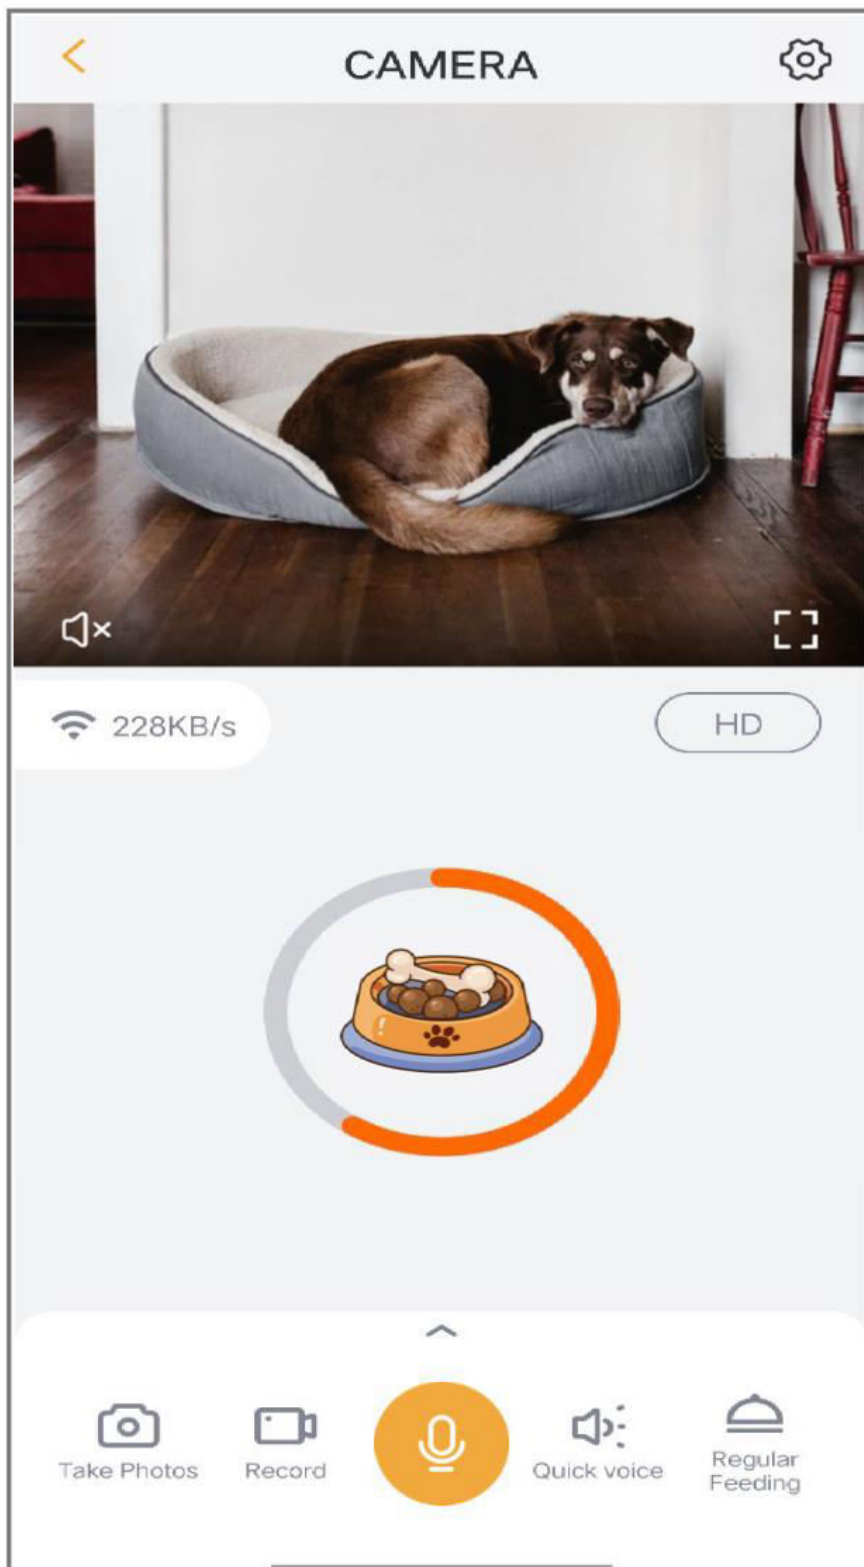 CAMERA
228KB/s
HD
Take Photos
Record
Quick voice
Regular
Feeding